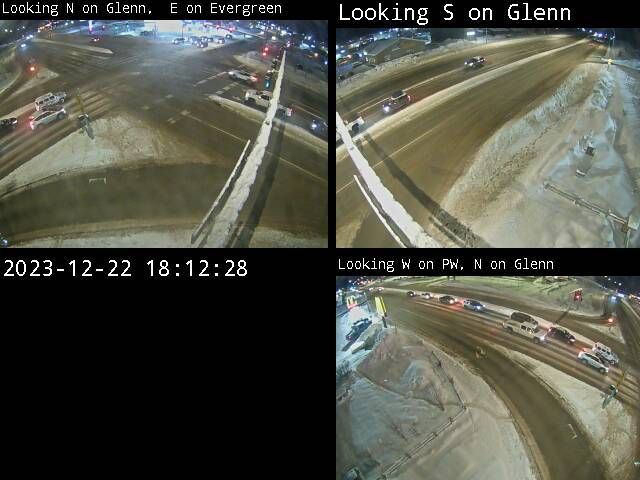 Looking N on Glenn, E on Evergreen
Looking S on Glenn
2023-12-22 18:12:28
Looking W on PW, N on Glenn